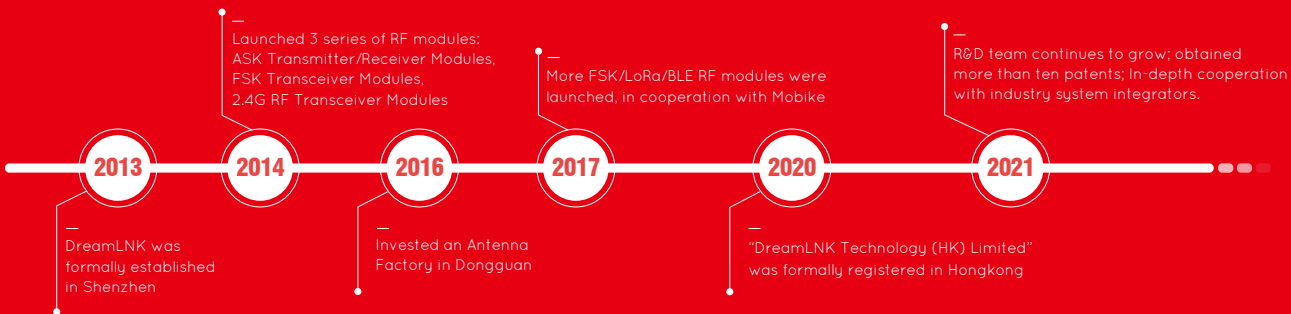 Launched 3 series of RF modules:
ASK Transmitter/Receiver Modules,
FSK Transceiver Modules,
2.4G RF Transceiver Modules
More FSK/LoRa/BLE RF modules were
launched, in cooperation with Mobike
R&D team continues to grow; obtained
more than ten patents; In-depth cooperation
with industry system integrators.
2013
2014
2016
2017
2020
2021
DreamLNK was
formally established
in Shenzhen
Invested an Antenna
Factory in Dongguan
“DreamLNK Technology (HK) Limited”
was formally registered in Hongkong